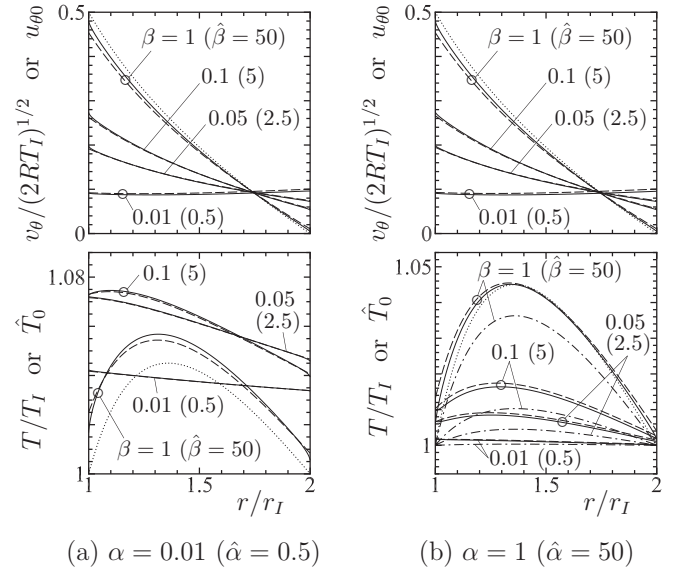 0.5
v_θ/(2RT_I)^{1/2} or u_{θ0}
β = 1 (β̂ = 50)
0.1 (5)
0.05 (2.5)
0.01 (0.5)
0
0.5
v_θ/(2RT_I)^{1/2} or u_{θ0}
β = 1 (β̂ = 50)
0.1 (5)
0.05 (2.5)
0.01 (0.5)
0
1.08
T/T_I or T̂_0
0.1 (5)
0.05
(2.5)
0.01 (0.5)
β = 1 (β̂ = 50)
1
1
1.5
2
r/r_I
1.05
T/T_I or T̂_0
β = 1 (β̂ = 50)
0.05
(2.5)
0.1 (5)
0.01 (0.5)
1
1
1.5
2
r/r_I
(a) α = 0.01 (α̂ = 0.5)
(b) α = 1 (α̂ = 50)